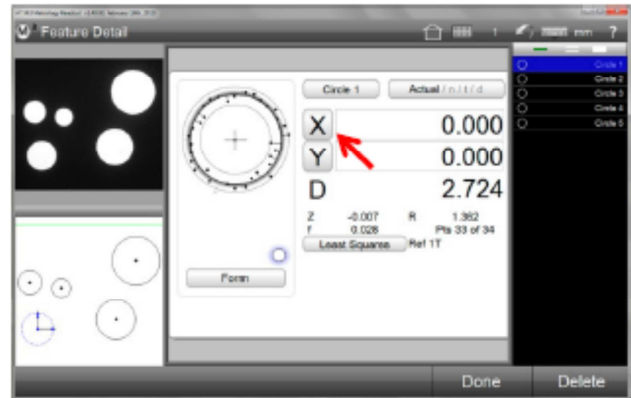 Feature Detail
1
mm
?
Circle 1
Circle 2
Circle 3
Circle 4
Circle 5
Circle 1
Actual / n / t / d
X
0.000
Y
0.000
D
2.724
Z -0.007 R 1.362
f 0.028 Pts 33 of 34
Least Squares Ref 1T
Form
Done
Delete